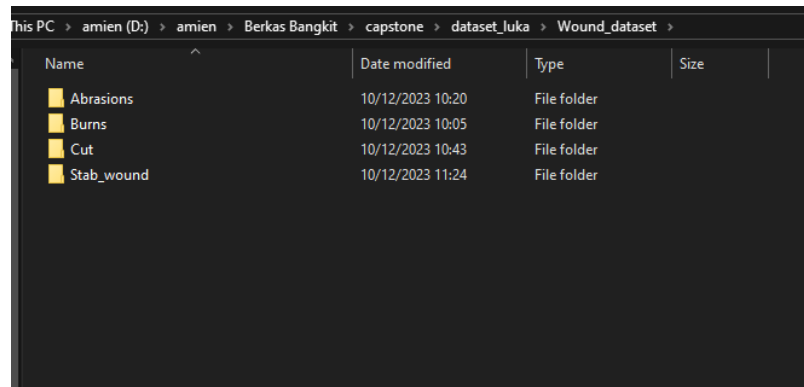 This PC > amien (D:) > amien > Berkas Bangkit > capstone > dataset_luka > Wound_dataset >
Name Date modified Type Size
Abrasions 10/12/2023 10:20 File folder
Burns 10/12/2023 10:05 File folder
Cut 10/12/2023 10:43 File folder
Stab_wound 10/12/2023 11:24 File folder